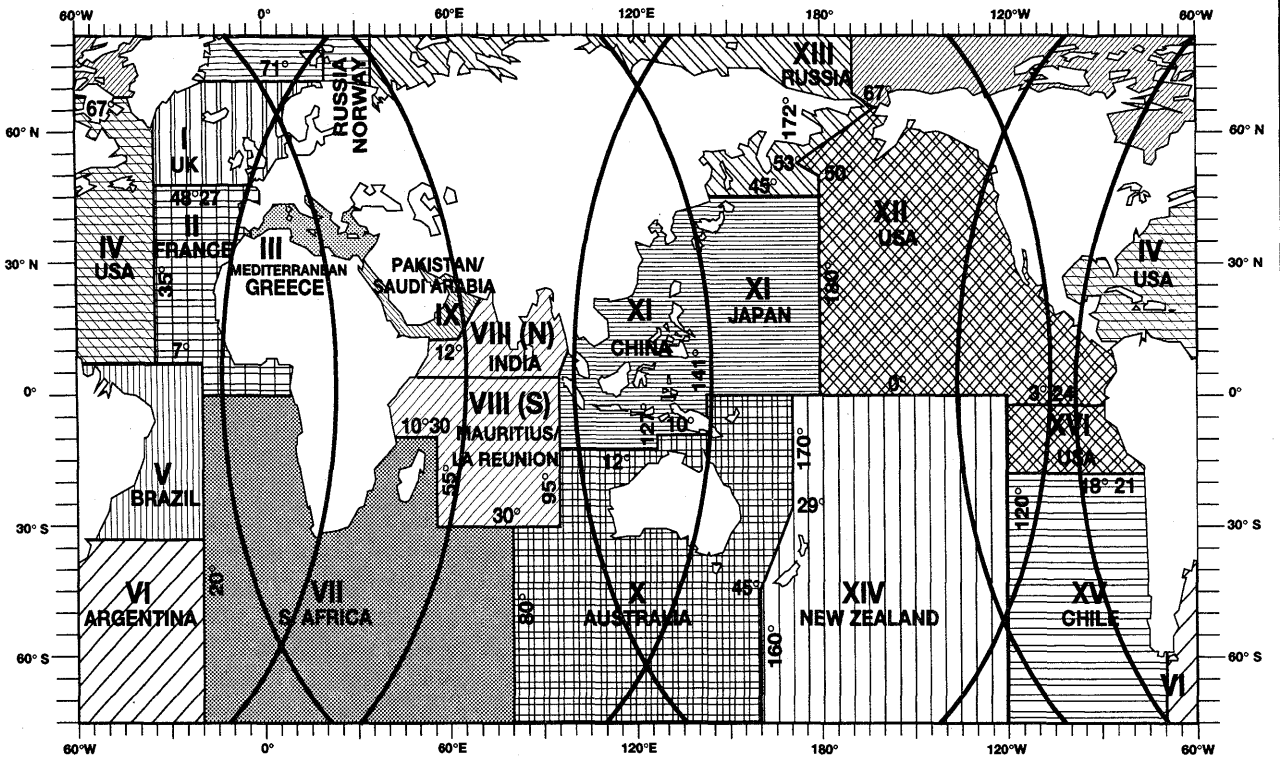 60°W 0° 60°E 120°E 180° 120°W 60°W
XIII
RUSSIA
71°
RUSSIA
NORWAY
67°
67°
172°
60° N
60° N
I
UK
53°
50°
45°
48°27
II
FRANCE
XII
USA
IV
USA
III
MEDITERRANEAN
GREECE
IV
USA
30° N
30° N
PAKISTAN/
SAUDI ARABIA
35°
180°
IX
VIII (N)
INDIA
XI
CHINA
XI
JAPAN
7°
12°
141°
0°
0°
0°
3° 24
VIII (S)
MAURITIUS/
LA REUNION
10°30
127°
10°
XVI
USA
12°
170°
V
BRAZIL
55°
95°
18° 21
120°
29°
30°
30° S
30° S
VI
ARGENTINA
20°
VII
S. AFRICA
80°
X
AUSTRALIA
45°
160°
XIV
NEW ZEALAND
XV
CHILE
60° S
60° S
VI
60°W 0° 60°E 120°E 180° 120°W 60°W